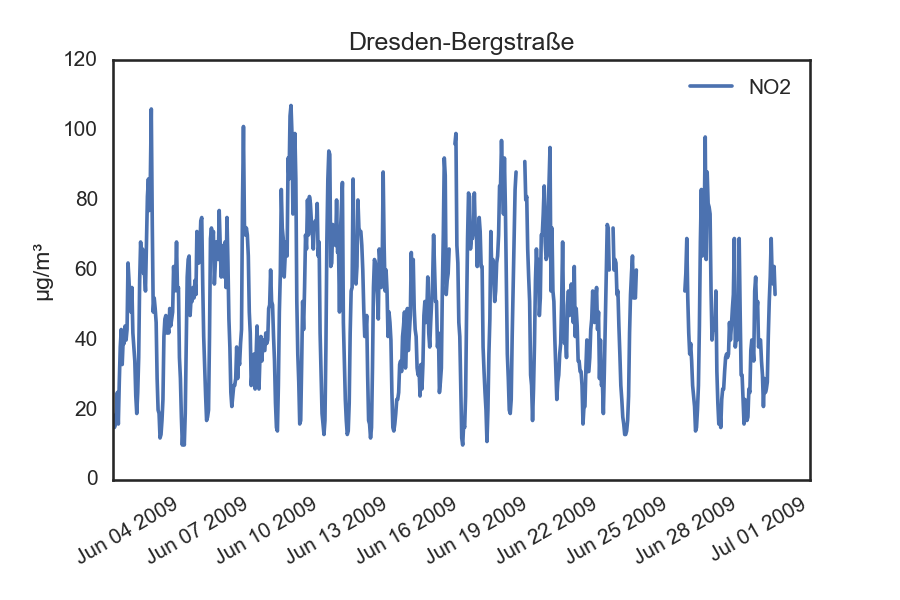 Dresden-Bergstraße
120
100
80
60
40
20
0
µg/m³
NO2
Jun 04 2009
Jun 07 2009
Jun 10 2009
Jun 13 2009
Jun 16 2009
Jun 19 2009
Jun 22 2009
Jun 25 2009
Jun 28 2009
Jul 01 2009